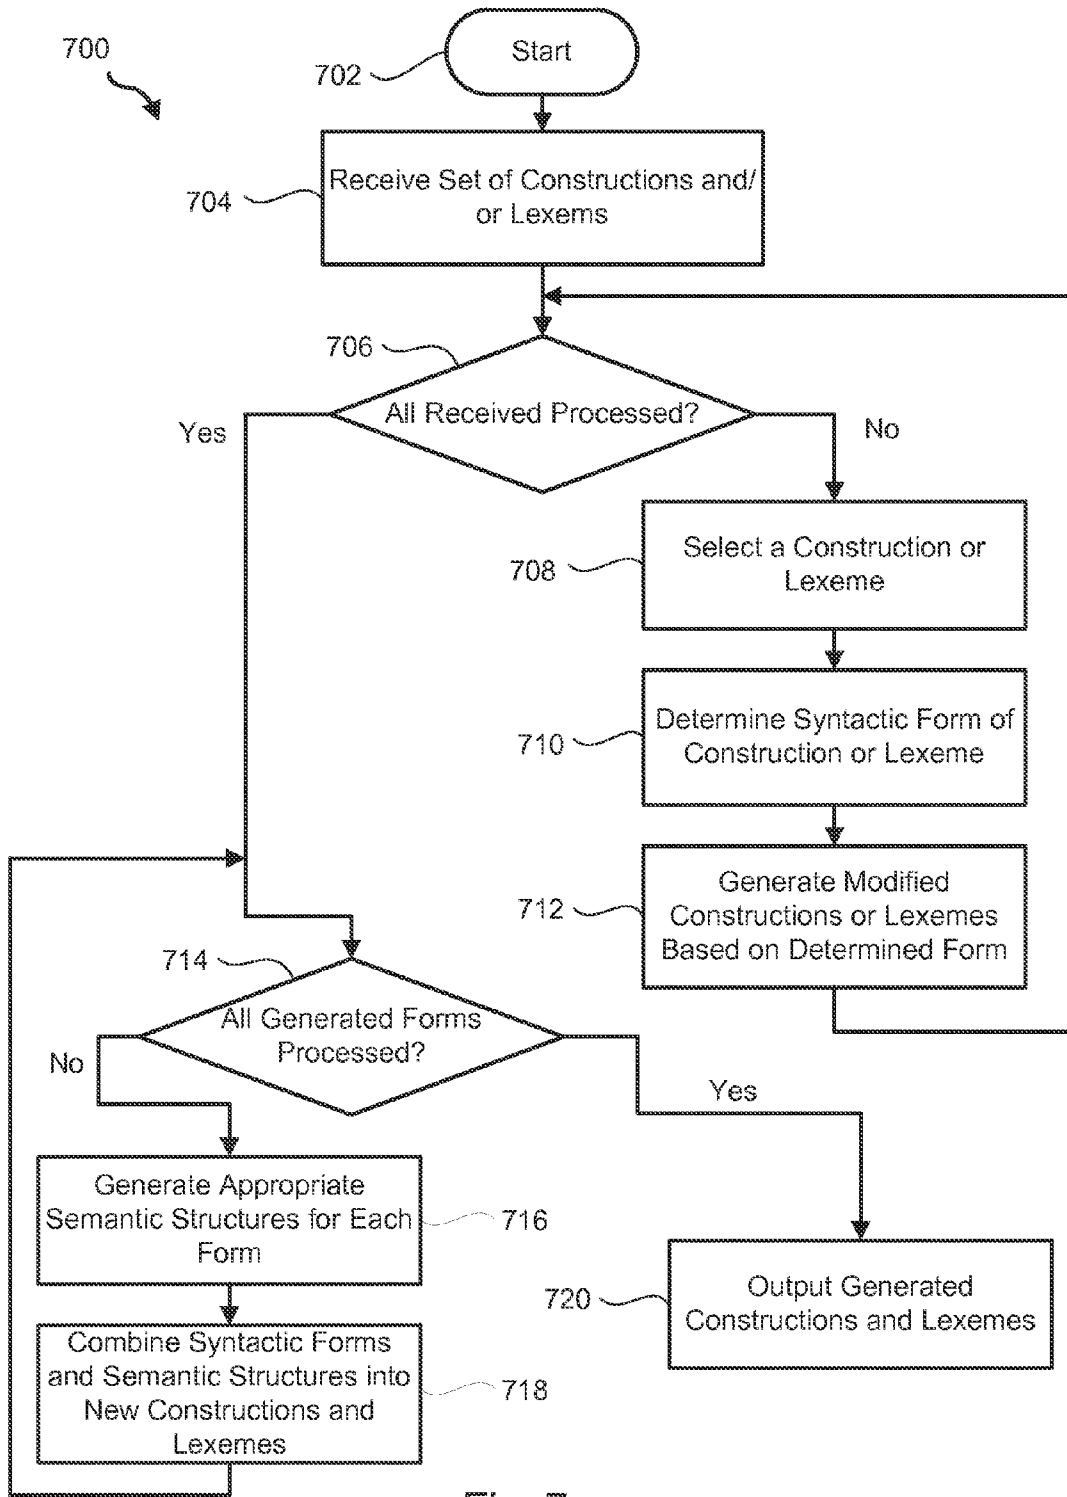 700
702
Start
704
Receive Set of Constructions and/
or Lexems
706
All Received Processed?
Yes
No
708
Select a Construction or
Lexeme
710
Determine Syntactic Form of
Construction or Lexeme
712
Generate Modified
Constructions or Lexemes
Based on Determined Form
714
All Generated Forms
Processed?
No
Yes
Generate Appropriate
Semantic Structures for Each
Form
716
720
Output Generated
Constructions and Lexemes
Combine Syntactic Forms
and Semantic Structures into
New Constructions and
Lexemes
718